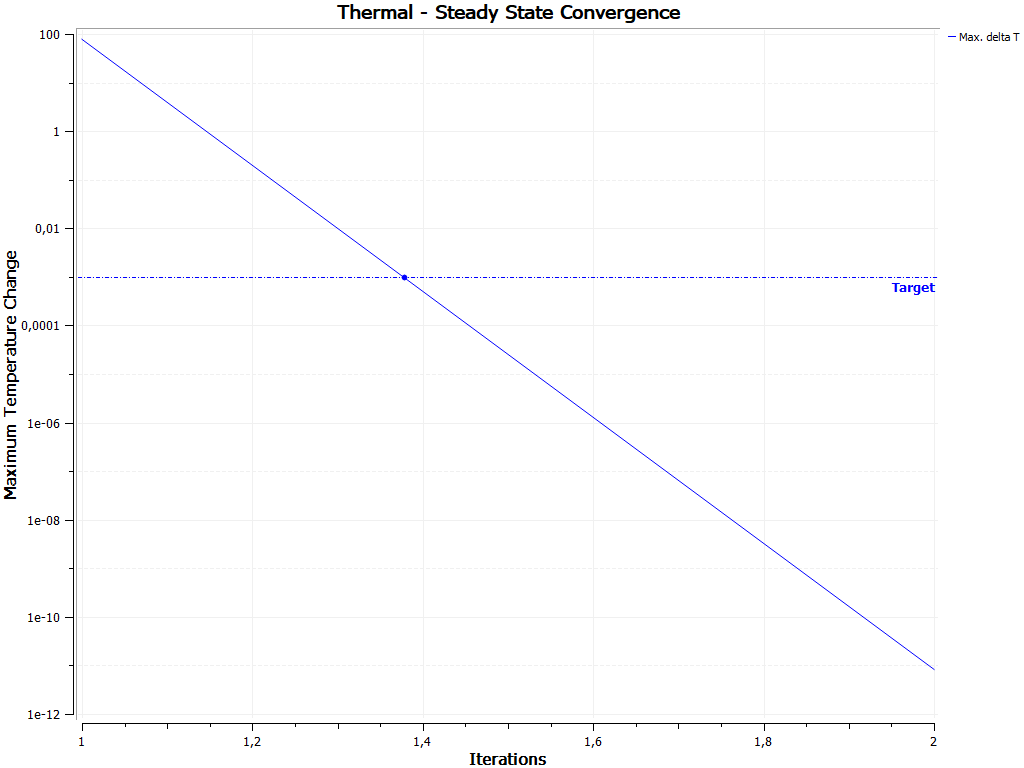 Thermal - Steady State Convergence
Max. delta T
100
1
0,01
0,0001
1e-06
1e-08
1e-10
1e-12
Maximum Temperature Change
Target
1
1,2
1,4
1,6
1,8
2
Iterations